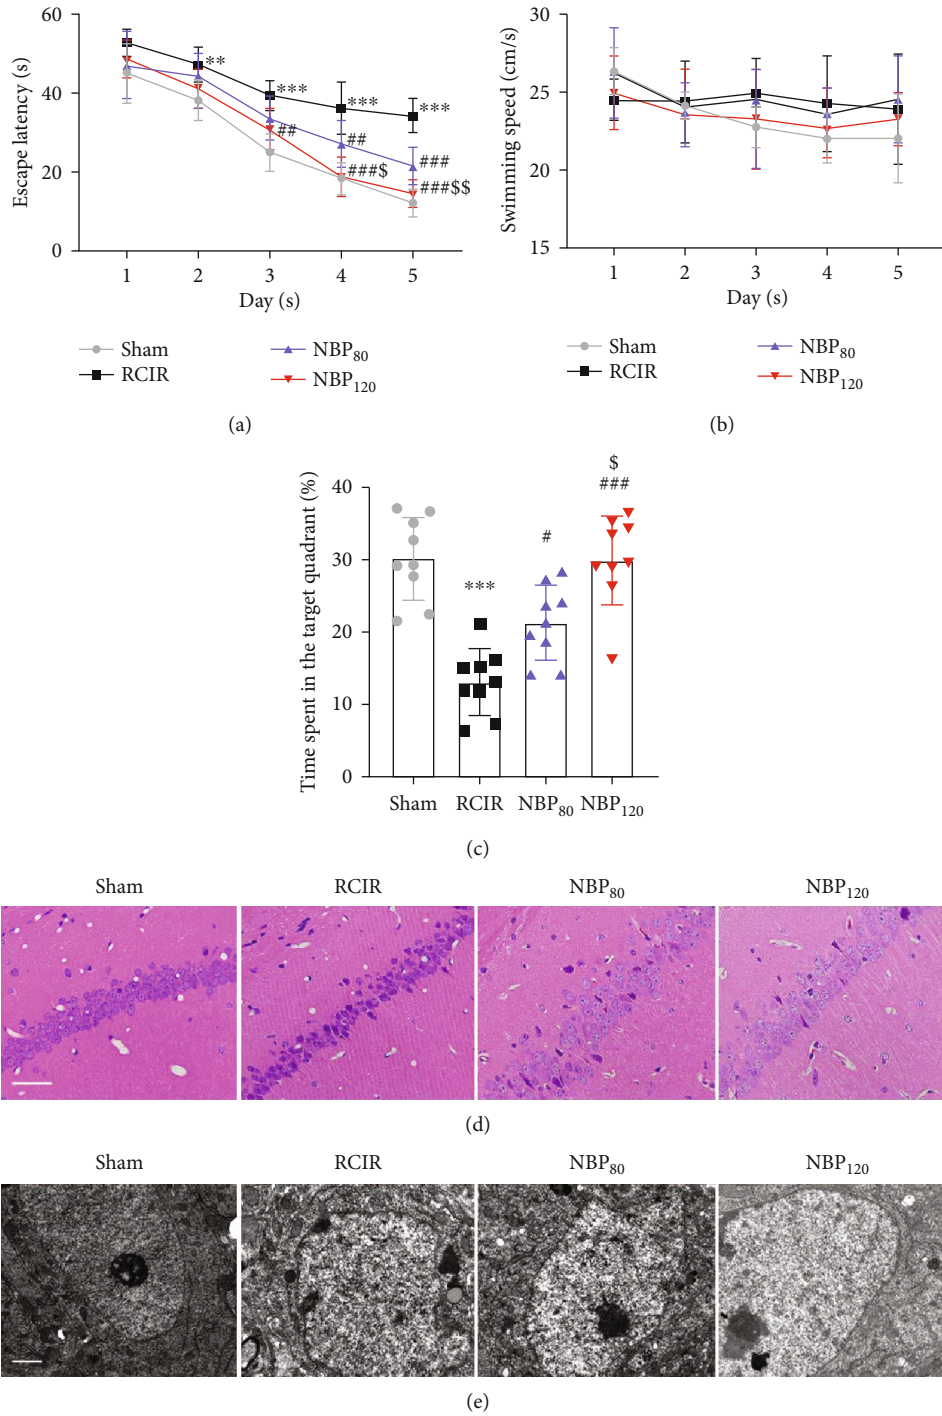 Escape latency (s)
60
40
20
0
**
***
***
***
##
##
###
###$
###$$
1 2 3 4 5
Day (s)
Sham
RCIR
NBP80
NBP120
(a)
Swimming speed (cm/s)
30
25
20
15
1 2 3 4 5
Day (s)
Sham
RCIR
NBP80
NBP120
(b)
Time spent in the target quadrant (%)
40
30
20
10
0
***
#
$
###
Sham RCIR NBP80 NBP120
(c)
Sham RCIR NBP80 NBP120
(d)
Sham RCIR NBP80 NBP120
(e)